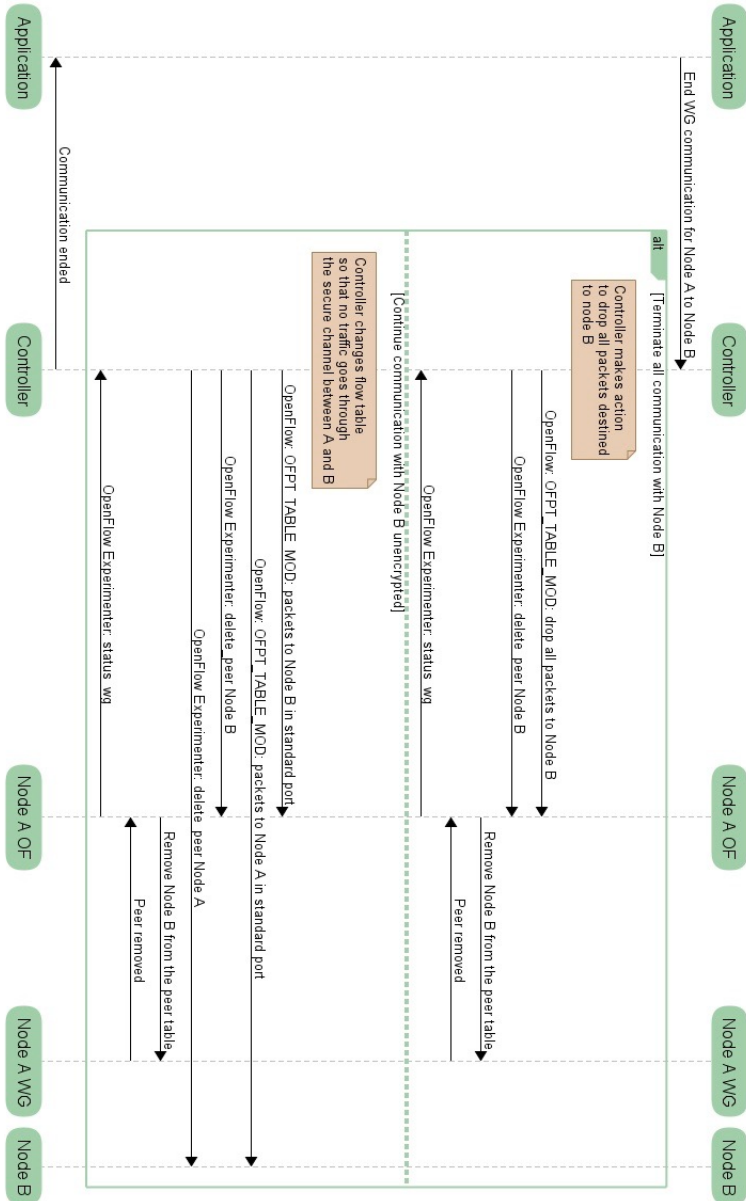 Application
Controller
Node A OF
Node A WG
Node B
End WG communication for Node A to Node B
alt
[Terminate all communication with Node B]
Controller makes action
to drop all packets destined
to node B
OpenFlow: OFPT_TABLE_MOD: drop all packets to Node B
OpenFlow Experimenter: delete_peer Node B
Remove Node B from the peer table
Peer removed
OpenFlow Experimenter: status_wg
[Continue communication with Node B unencrypted]
Controller changes flow table
so that no traffic goes through
the secure channel between A and B
OpenFlow: OFPT_TABLE_MOD: packets to Node B in standard port
OpenFlow: OFPT_TABLE_MOD: packets to Node A in standard port
OpenFlow Experimenter: delete_peer Node B
OpenFlow Experimenter: delete_peer Node A
Remove Node B from the peer table
Peer removed
OpenFlow Experimenter: status_wg
Communication ended
Application
Controller
Node A OF
Node A WG
Node B